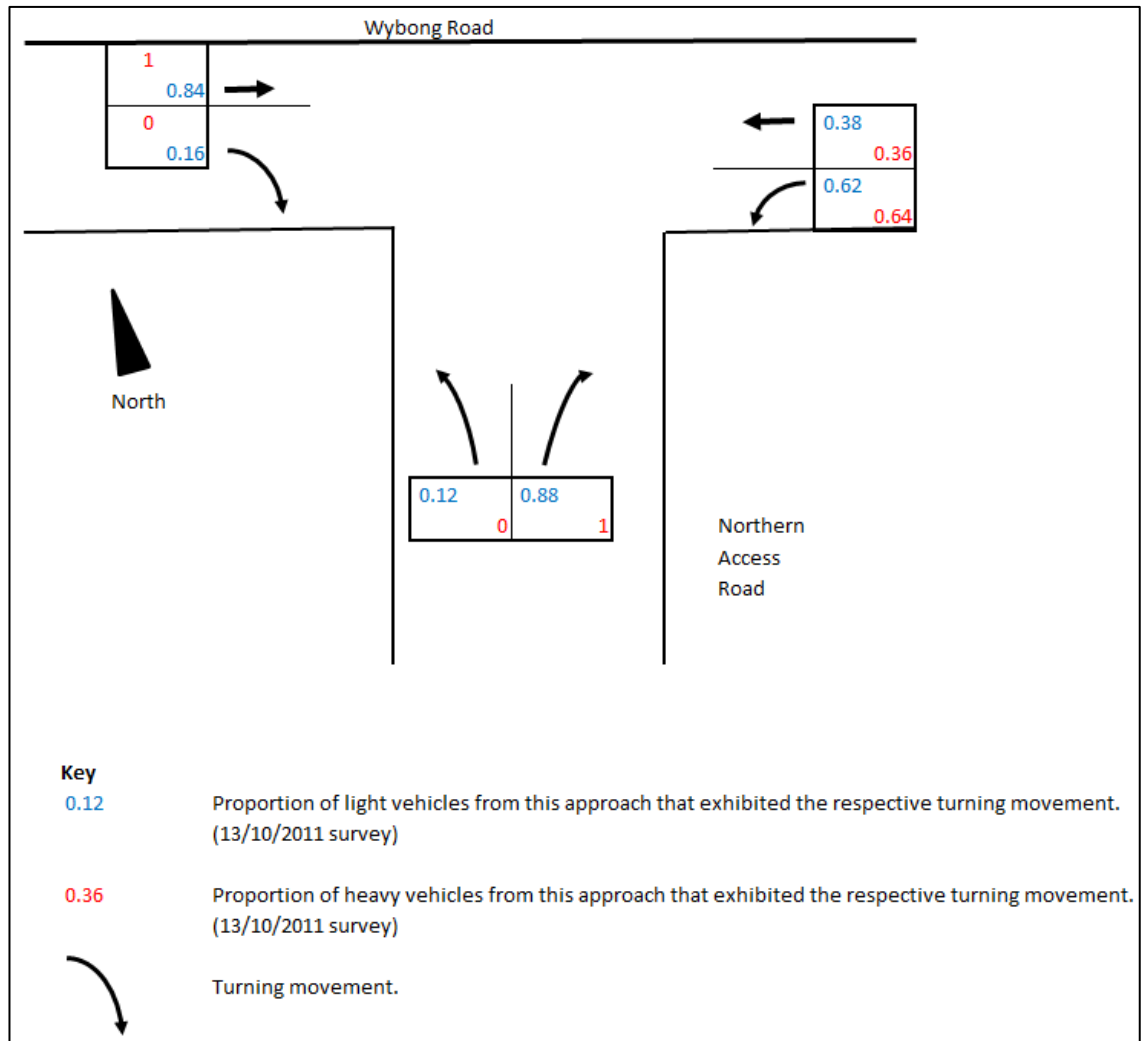 Wybong Road
1
0.84
0
0.16
0.38
0.36
0.62
0.64
North
0.12 0.88
0 1
Northern
Access
Road
Key
0.12 Proportion of light vehicles from this approach that exhibited the respective turning movement.
(13/10/2011 survey)
0.36 Proportion of heavy vehicles from this approach that exhibited the respective turning movement.
(13/10/2011 survey)
Turning movement.